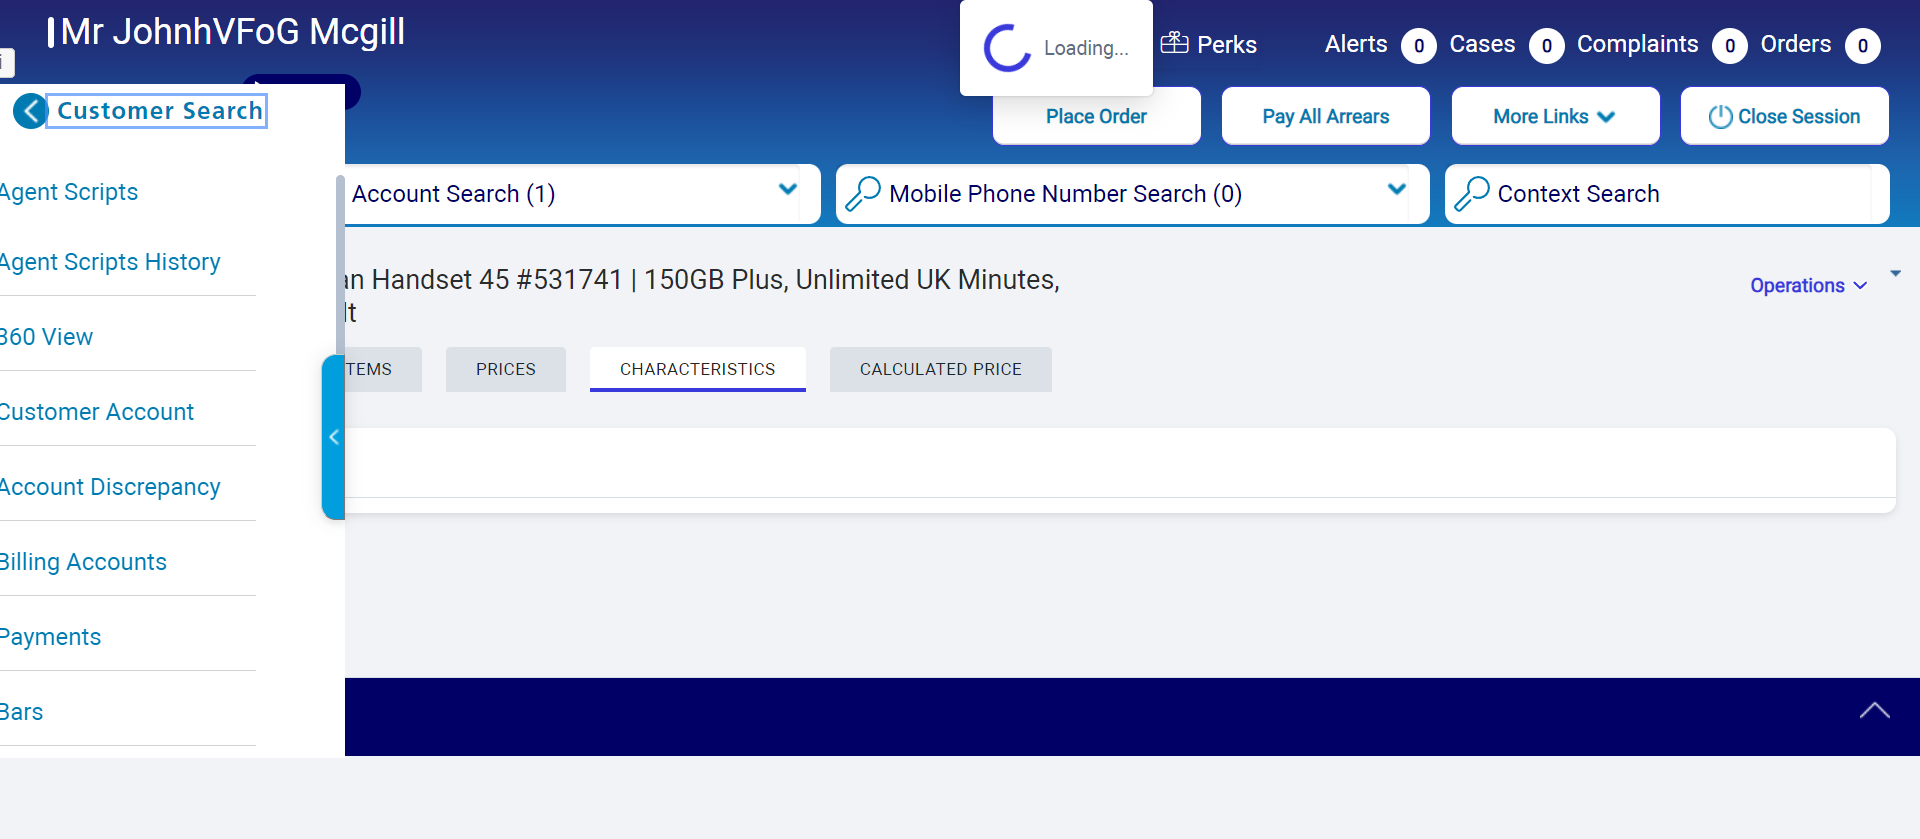 Mr JohnhVFoG Mcgill
Loading...
Perks
Alerts 0 Cases 0 Complaints 0 Orders 0
Customer Search
Place Order
Pay All Arrears
More Links
Close Session
Account Search (1)
Mobile Phone Number Search (0)
Context Search
Agent Scripts
Agent Scripts History
360 View
Customer Account
Account Discrepancy
Billing Accounts
Payments
Bars
an Handset 45 #531741 | 150GB Plus, Unlimited UK Minutes,
lt
Operations
TEMS
PRICES
CHARACTERISTICS
CALCULATED PRICE